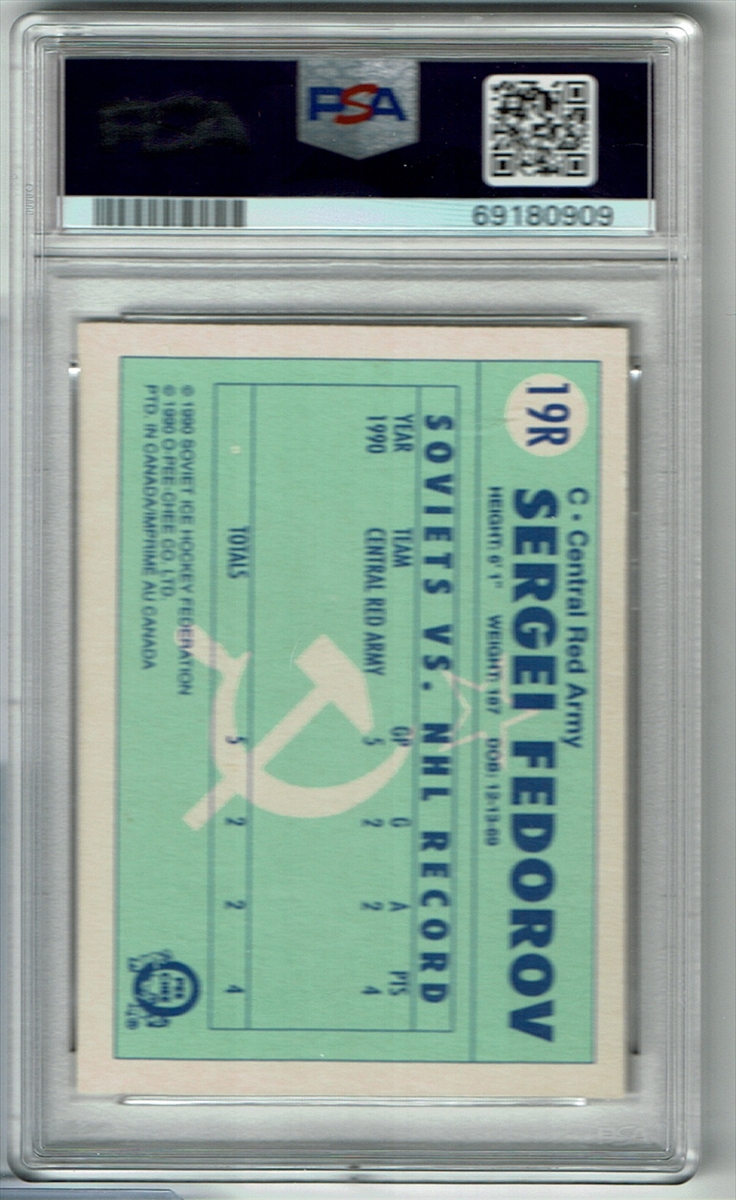 PSA
69180909
19R
C • Central Red Army
SERGEI FEDOROV
HEIGHT: 6' 1" WEIGHT: 187 DOB: 12-13-69
SOVIETS VS. NHL RECORD
YEAR TEAM GP G A PTS
1990 CENTRAL RED ARMY 5 2 2 4
TOTALS 5 2 2 4
© 1990 SOVIET ICE HOCKEY FEDERATION
© 1990 O-PEE-CHEE CO. LTD.
PTD. IN CANADA/IMPRIMÉ AU CANADA
O PEE CHEE